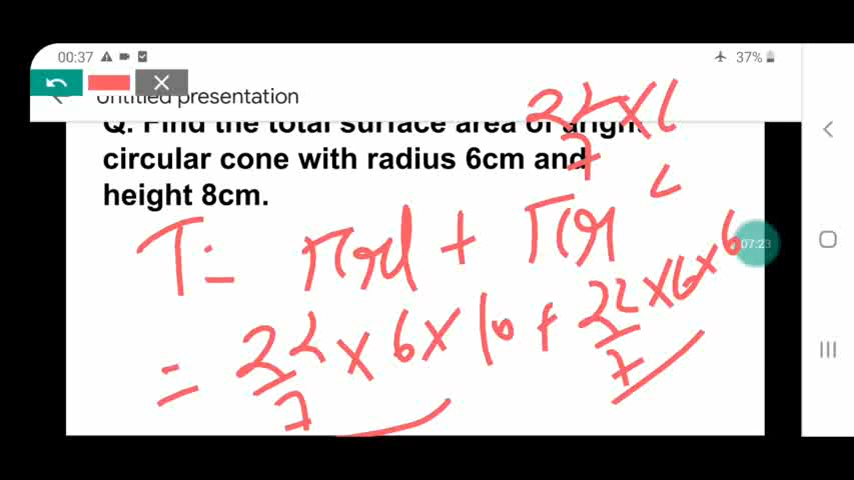 00:37 37%
Untitled presentation
Q. Find the total surface area of a right
circular cone with radius 6cm and
height 8cm.
22/7 × 6
T = πrl + πr²
07:23
= 22/7 × 6 × 10 + 22/7 × 6 × 6